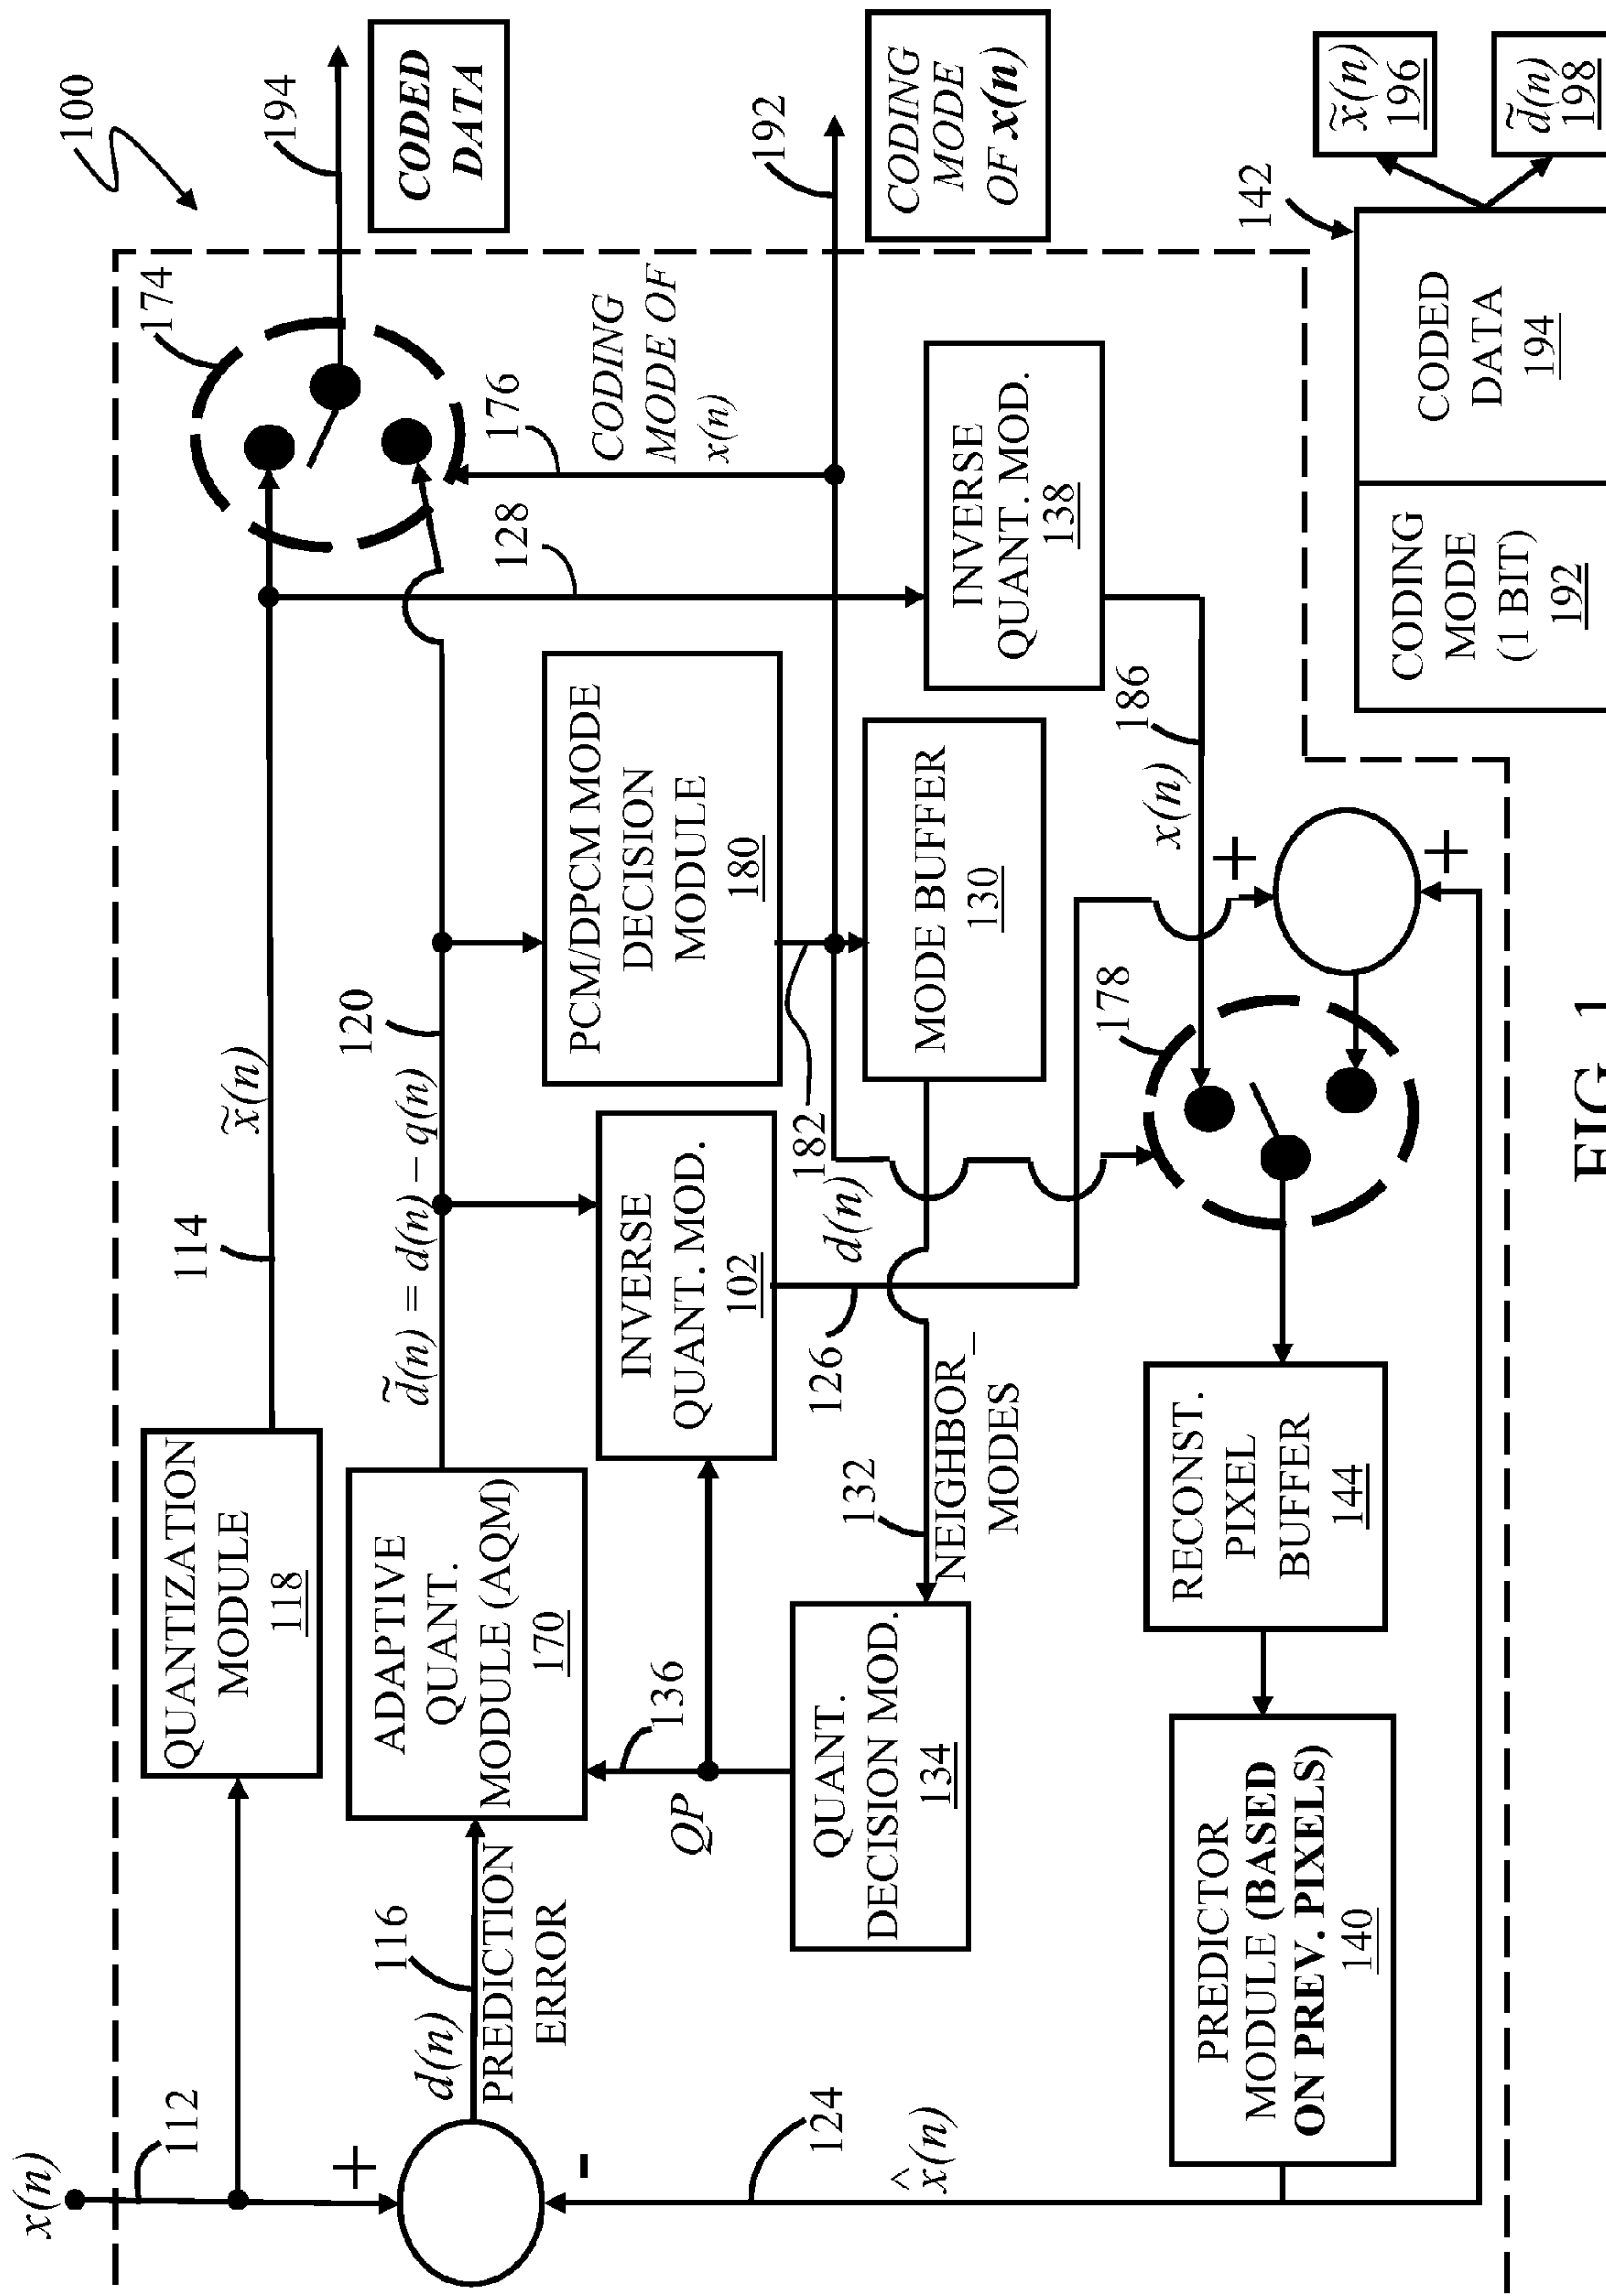 100
x(n)
112
114
x̃(n)
174
194
CODED
DATA
QUANTIZATION
MODULE
118
d(n)
116
PREDICTION
ERROR
ADAPTIVE
QUANT.
MODULE (AQM)
170
d̃(n) = d(n) – q(n)
120
128
176
CODING
MODE OF
x(n)
192
CODING
MODE
OF x(n)
+
-
QP
136
INVERSE
QUANT. MOD.
102
PCM/DPCM MODE
DECISION
MODULE
180
182
QUANT.
DECISION MOD.
134
132
NEIGHBOR_
MODES
126
d(n)
MODE BUFFER
130
INVERSE
QUANT. MOD.
138
124
x̂(n)
186
x(n)
178
+
+
PREDICTOR
MODULE (BASED
ON PREV. PIXELS)
140
RECONST.
PIXEL
BUFFER
144
142
CODING
MODE
(1 BIT)
192
CODED
DATA
194
x̃(n)
196
d̃(n)
198
FIG. 1